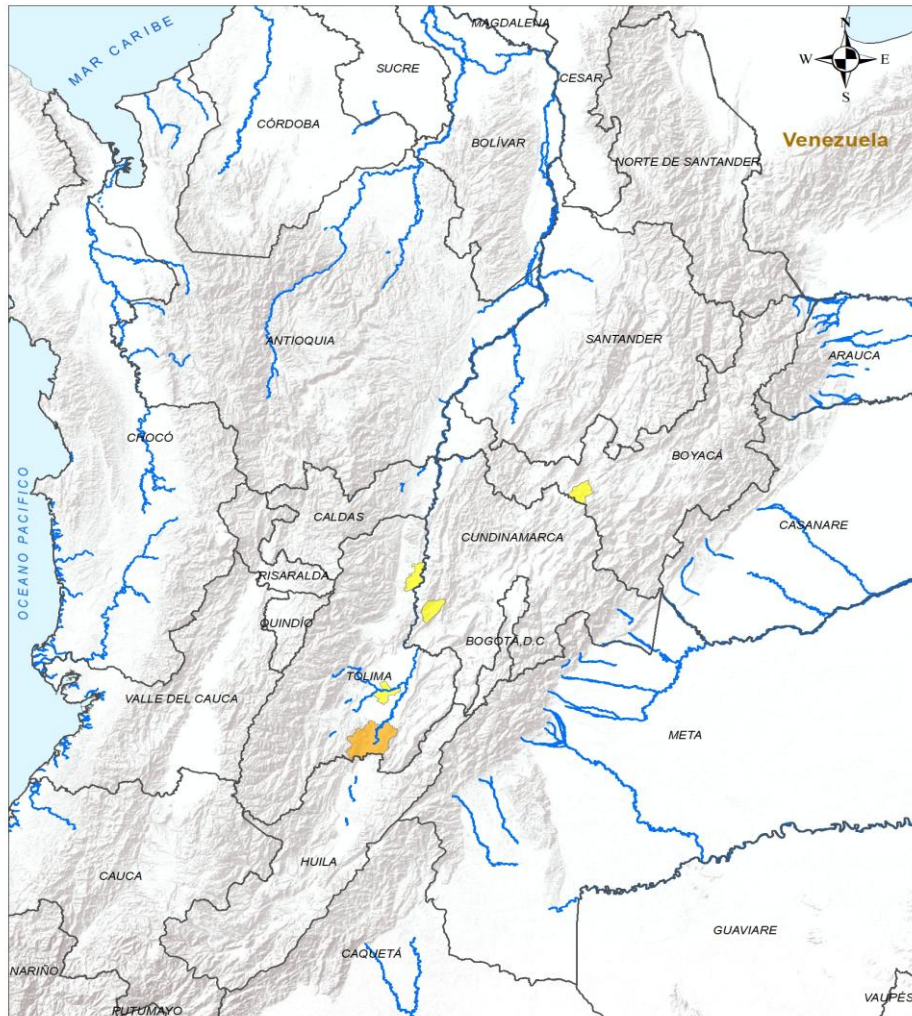 MAGDALENA
MAR CARIBE
N
W
E
S
SUCRE
CESAR
CÓRDOBA
BOLÍVAR
Venezuela
NORTE DE SANTANDER
ANTIOQUIA
SANTANDER
ARAUCA
CHOCÓ
BOYACÁ
OCEANO PACIFICO
CALDAS
CASANARE
CUNDINAMARCA
RISARALDA
QUINDÍO
BOGOTÁ, D.C
TOLIMA
VALLE DEL CAUCA
META
HUILA
CAUCA
GUAVIARE
CAQUETÁ
NARIÑO
PUTUMAYO
VAUPÉS